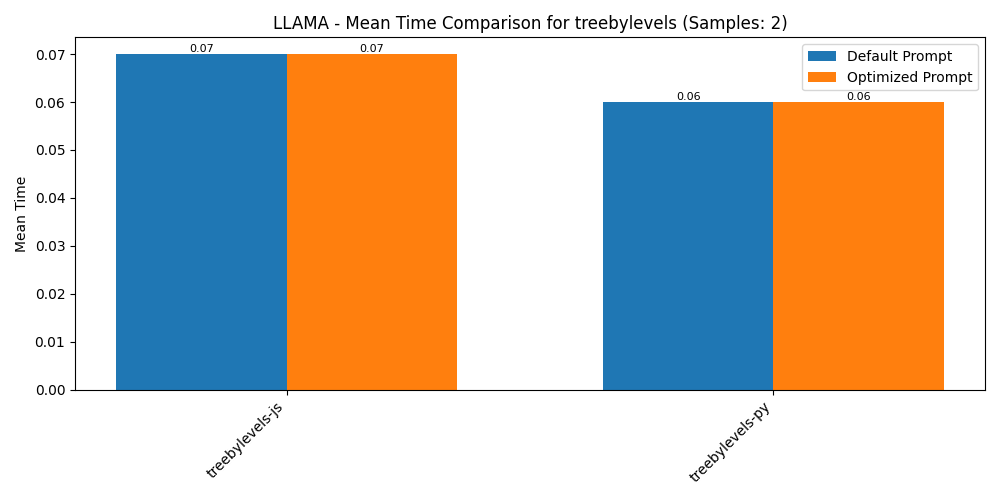 LLAMA - Mean Time Comparison for treebylevels (Samples: 2)
Default Prompt
Optimized Prompt
0.07 0.07
0.06 0.06
Mean Time
0.07
0.06
0.05
0.04
0.03
0.02
0.01
0.00
treebylevels-js
treebylevels-py